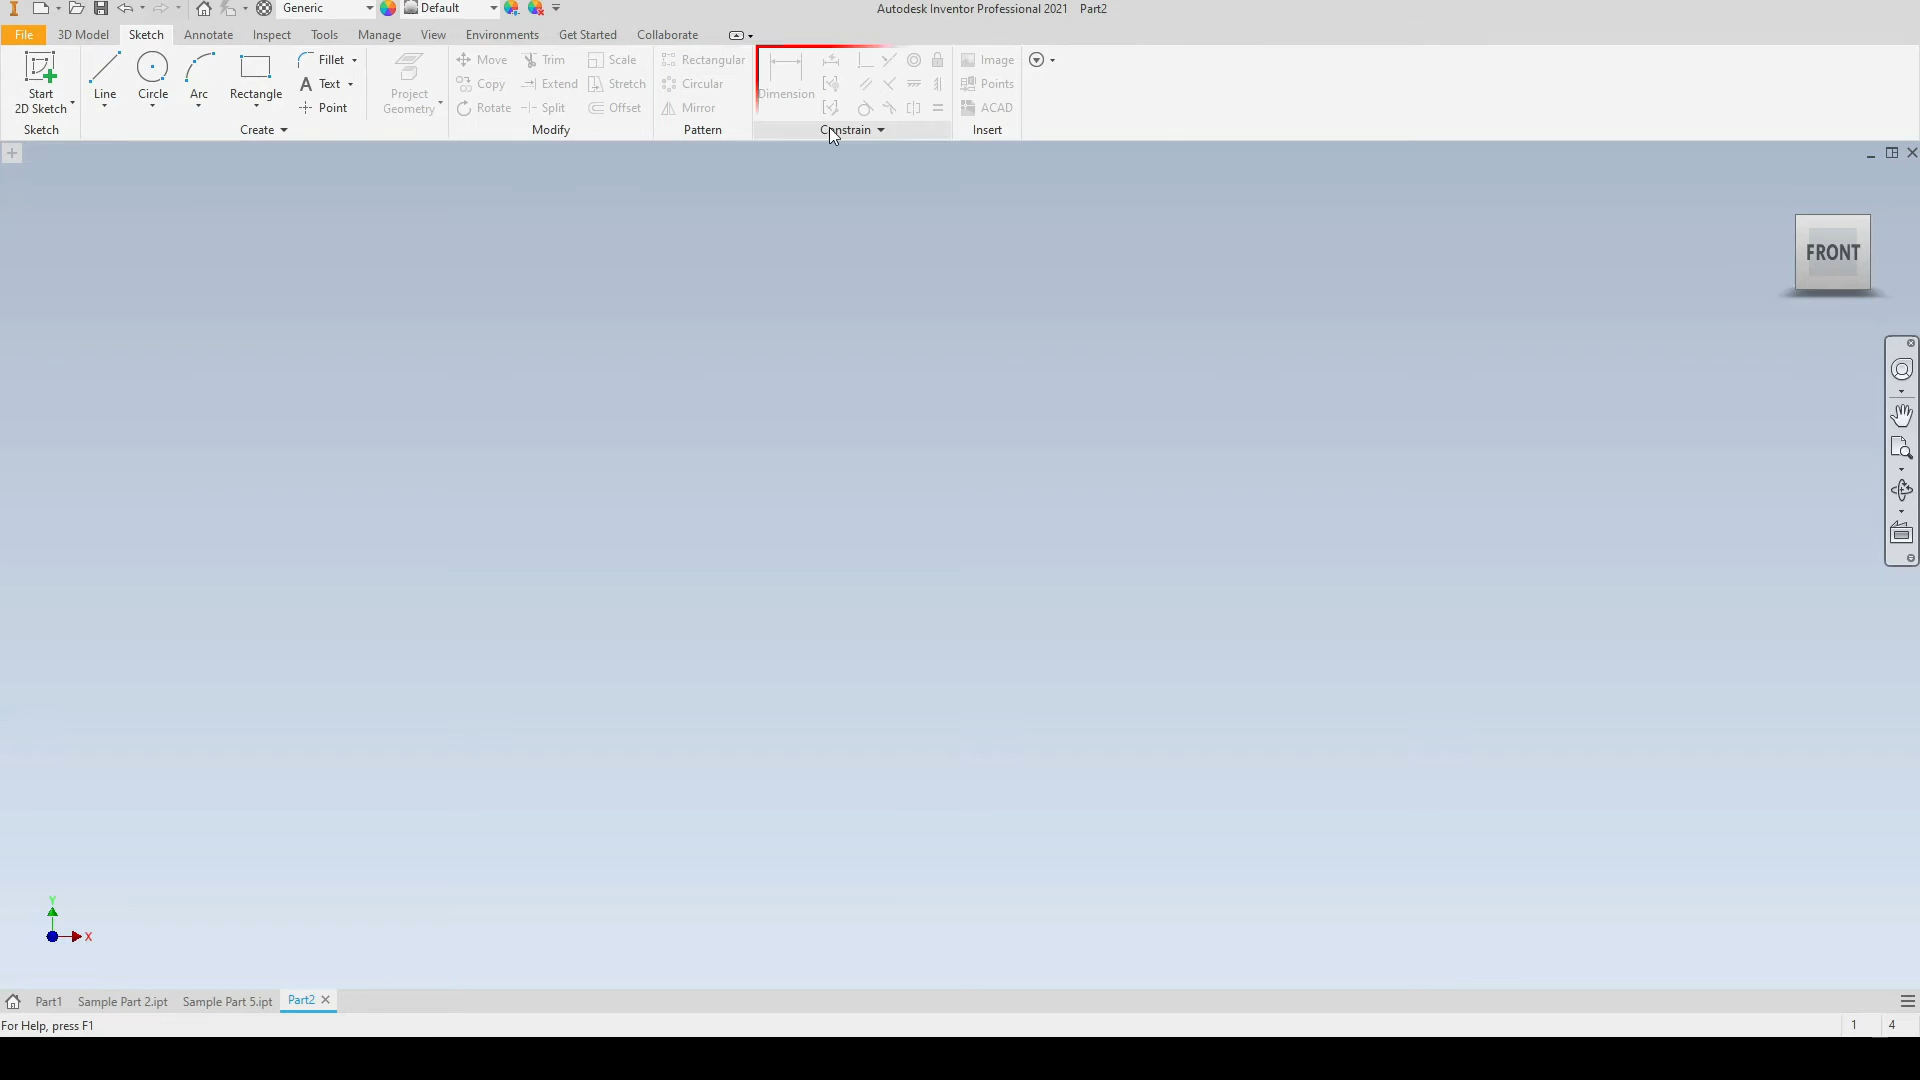 Generic
Default
Autodesk Inventor Professional 2021 Part2
File 3D Model Sketch Annotate Inspect Tools Manage View Environments Get Started Collaborate
Start
2D Sketch
Line
Circle
Arc
Rectangle
Fillet
Text
Point
Project
Geometry
Move
Trim
Scale
Copy
Extend
Stretch
Rotate
Split
Offset
Rectangular
Circular
Mirror
Dimension
Image
Points
ACAD
Sketch
Create
Modify
Pattern
Constrain
Insert
FRONT
Y
X
Part1 Sample Part 2.ipt Sample Part 5.ipt Part2
For Help, press F1
1 4